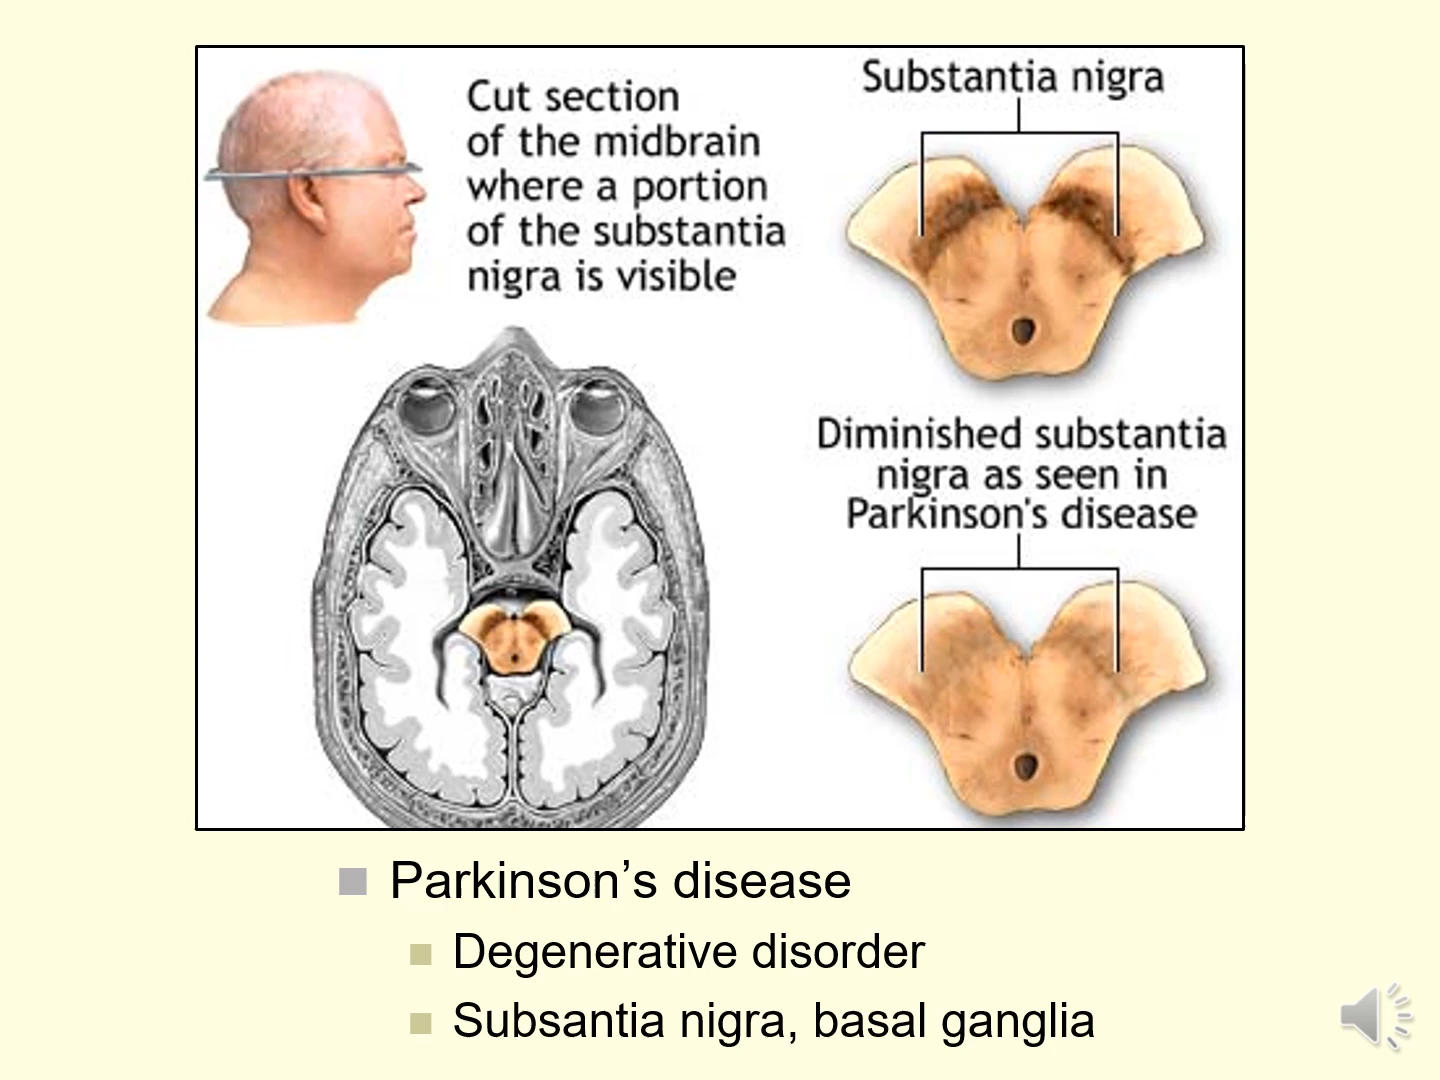 Cut section
of the midbrain
where a portion
of the substantia
nigra is visible
Substantia nigra
Diminished substantia
nigra as seen in
Parkinson's disease
Parkinson’s disease
Degenerative disorder
Subsantia nigra, basal ganglia